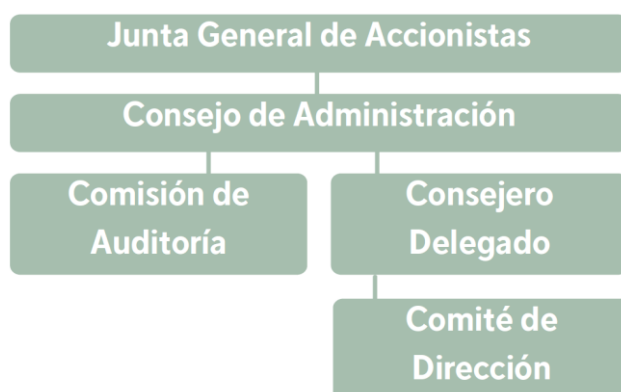 Junta General de Accionistas
Consejo de Administración
Comisión de
Auditoría
Consejero
Delegado
Comité de
Dirección